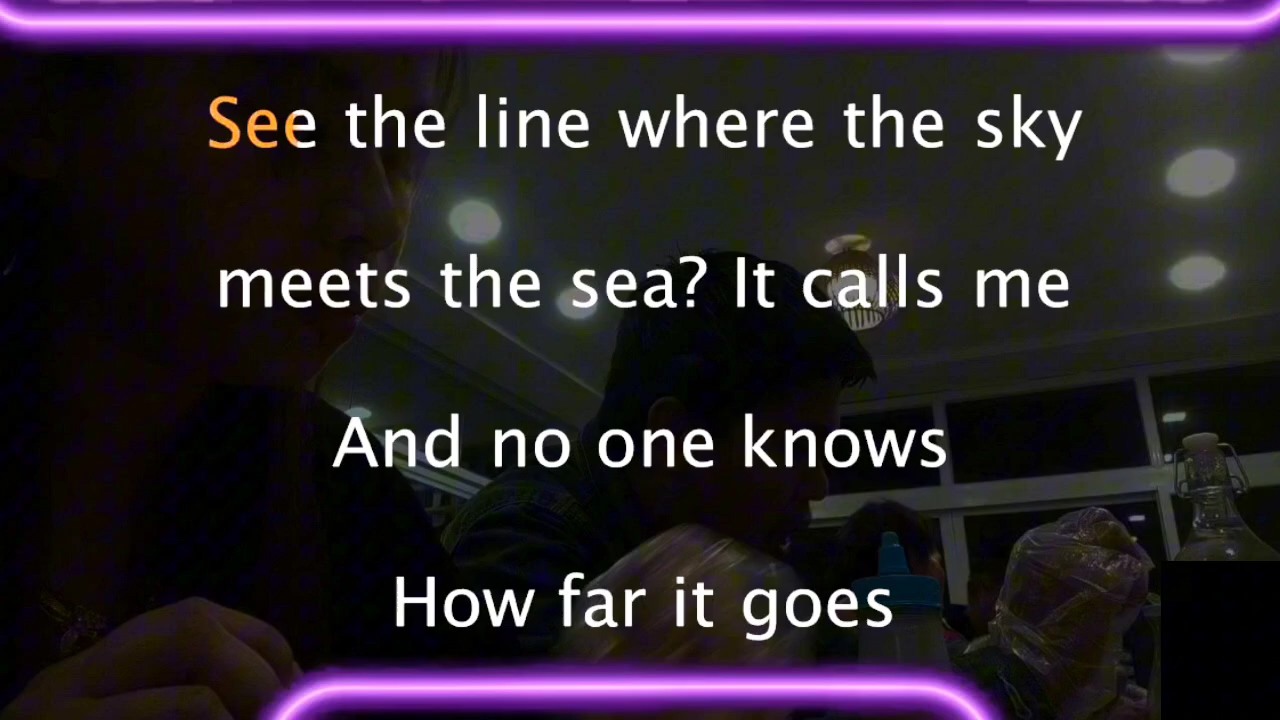 See the line where the sky
meets the sea? It calls me
And no one knows
How far it goes